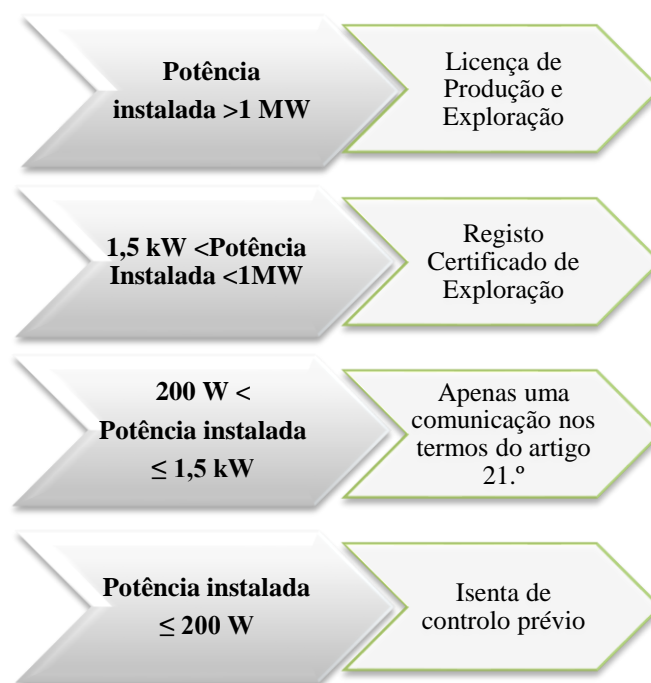 Potência
instalada >1 MW
Licença de
Produção e
Exploração
1,5 kW <Potência
Instalada <1MW
Registo
Certificado de
Exploração
200 W <
Potência instalada
≤ 1,5 kW
Apenas uma
comunicação nos
termos do artigo
21.º
Potência instalada
≤ 200 W
Isenta de
controlo prévio